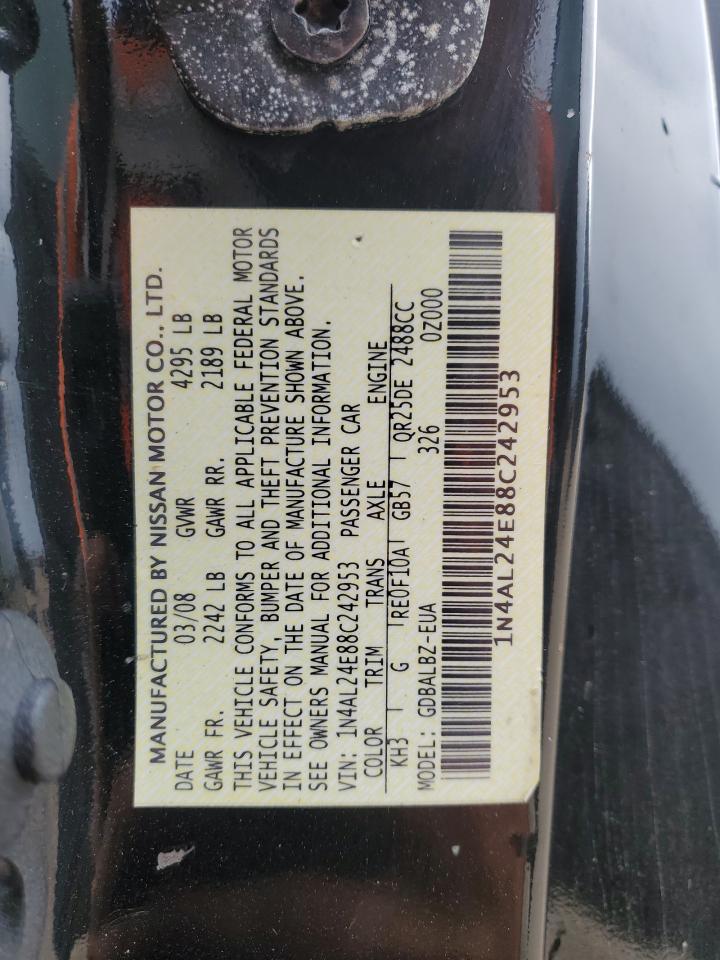 MANUFACTURED BY NISSAN MOTOR CO., LTD.
DATE 03/08 GVWR 4295 LB
GAWR FR. 2242 LB GAWR RR. 2189 LB
THIS VEHICLE CONFORMS TO ALL APPLICABLE FEDERAL MOTOR
VEHICLE SAFETY, BUMPER AND THEFT PREVENTION STANDARDS
IN EFFECT ON THE DATE OF MANUFACTURE SHOWN ABOVE.
SEE OWNERS MANUAL FOR ADDITIONAL INFORMATION.
VIN: 1N4AL24E88C242953 PASSENGER CAR
COLOR TRIM TRANS AXLE ENGINE
KH3 G RE0F10A GB57 QR25DE 2488CC
MODEL: GDBALBZ-EUA 326 0Z000
1N4AL24E88C242953